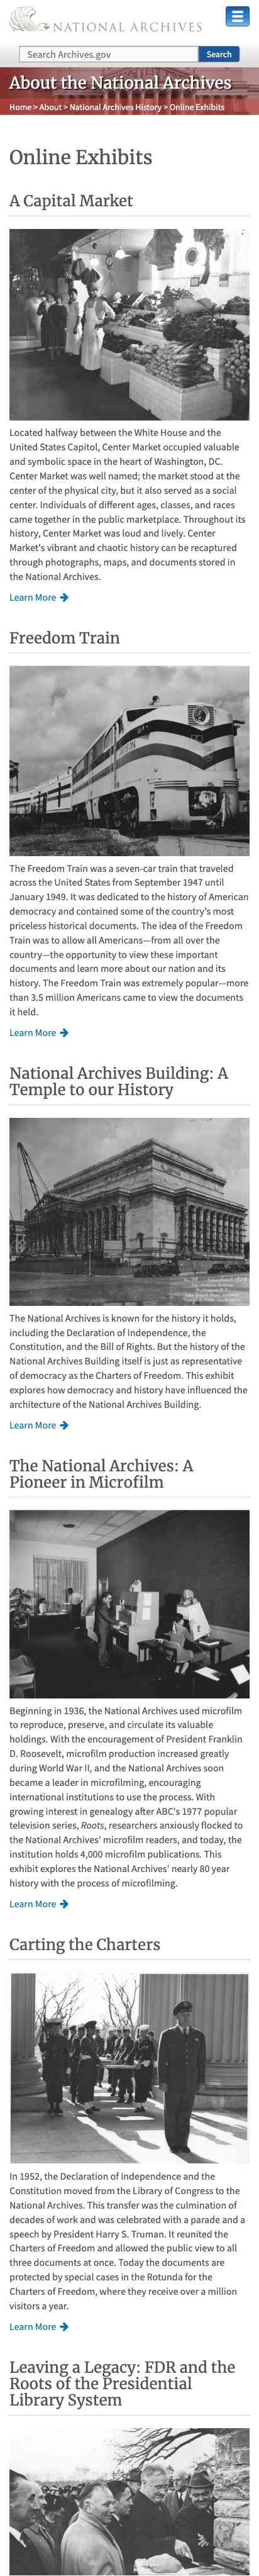 NATIONAL ARCHIVES
Search Archives.gov
Search
About the National Archives
Home > About > National Archives History > Online Exhibits
Online Exhibits
A Capital Market
Located halfway between the White House and the
United States Capitol, Center Market occupied valuable
and symbolic space in the heart of Washington, DC.
Center Market was well named; the market stood at the
center of the physical city, but it also served as a social
center. Individuals of different ages, classes, and races
came together in the public marketplace. Throughout its
history, Center Market was loud and lively. Center
Market's vibrant and chaotic history can be recaptured
through photographs, maps, and documents stored in
the National Archives.
Learn More
Freedom Train
The Freedom Train was a seven-car train that traveled
across the United States from September 1947 until
January 1949. It was dedicated to the history of American
democracy and contained some of the country's most
priceless historical documents. The idea of the Freedom
Train was to allow all Americans—from all over the
country—the opportunity to view these important
documents and learn more about our nation and its
history. The Freedom Train was extremely popular—more
than 3.5 million Americans came to view the documents
it held.
Learn More
National Archives Building: A
Temple to our History
The National Archives is known for the history it holds,
including the Declaration of Independence, the
Constitution, and the Bill of Rights. But the history of the
National Archives Building itself is just as representative
of democracy as the Charters of Freedom. This exhibit
explores how democracy and history have influenced the
architecture of the National Archives Building.
Learn More
The National Archives: A
Pioneer in Microfilm
Beginning in 1936, the National Archives used microfilm
to reproduce, preserve, and circulate its valuable
holdings. With the encouragement of President Franklin
D. Roosevelt, microfilm production increased greatly
during World War II, and the National Archives soon
became a leader in microfilming, encouraging
international institutions to use the process. With
growing interest in genealogy after ABC's 1977 popular
television series, Roots, researchers anxiously flocked to
the National Archives' microfilm readers, and today, the
institution holds 4,000 microfilm publications. This
exhibit explores the National Archives' nearly 80 year
history with the process of microfilming.
Learn More
Carting the Charters
In 1952, the Declaration of Independence and the
Constitution moved from the Library of Congress to the
National Archives. This transfer was the culmination of
decades of work and was celebrated with a parade and a
speech by President Harry S. Truman. It reunited the
Charters of Freedom and allowed the public view to all
three documents at once. Today the documents are
protected by special cases in the Rotunda for the
Charters of Freedom, where they receive over a million
visitors a year.
Learn More
Leaving a Legacy: FDR and the
Roots of the Presidential
Library System